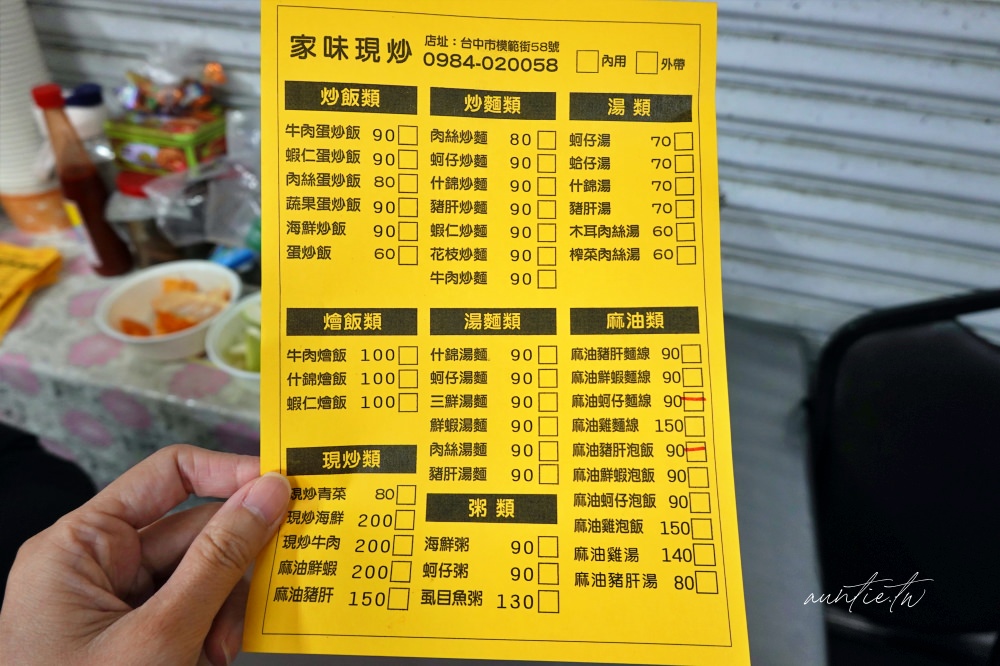 家味現炒
店址：台中市模範街58號
0984-020058
內用 外帶
炒飯類
牛肉蛋炒飯 90
蝦仁蛋炒飯 90
肉絲蛋炒飯 80
蔬果蛋炒飯 90
海鮮炒飯 90
蛋炒飯 60
炒麵類
肉絲炒麵 80
蚵仔炒麵 90
什錦炒麵 90
豬肝炒麵 90
蝦仁炒麵 90
花枝炒麵 90
牛肉炒麵 90
湯類
蚵仔湯 70
蛤仔湯 70
什錦湯 70
豬肝湯 70
木耳肉絲湯 60
榨菜肉絲湯 60
燴飯類
牛肉燴飯 100
什錦燴飯 100
蝦仁燴飯 100
湯麵類
什錦湯麵 90
蚵仔湯麵 90
三鮮湯麵 90
鮮蝦湯麵 90
肉絲湯麵 90
豬肝湯麵 90
麻油類
麻油豬肝麵線 90
麻油鮮蝦麵線 90
麻油蚵仔麵線 90
麻油雞麵線 150
麻油豬肝泡飯 90
麻油鮮蝦泡飯 90
麻油蚵仔泡飯 90
麻油雞泡飯 150
麻油雞湯 140
麻油豬肝湯 80
現炒類
現炒青菜 80
現炒海鮮 200
現炒牛肉 200
麻油鮮蝦 200
麻油豬肝 150
粥類
海鮮粥 90
蚵仔粥 90
虱目魚粥 130
auntie.tw